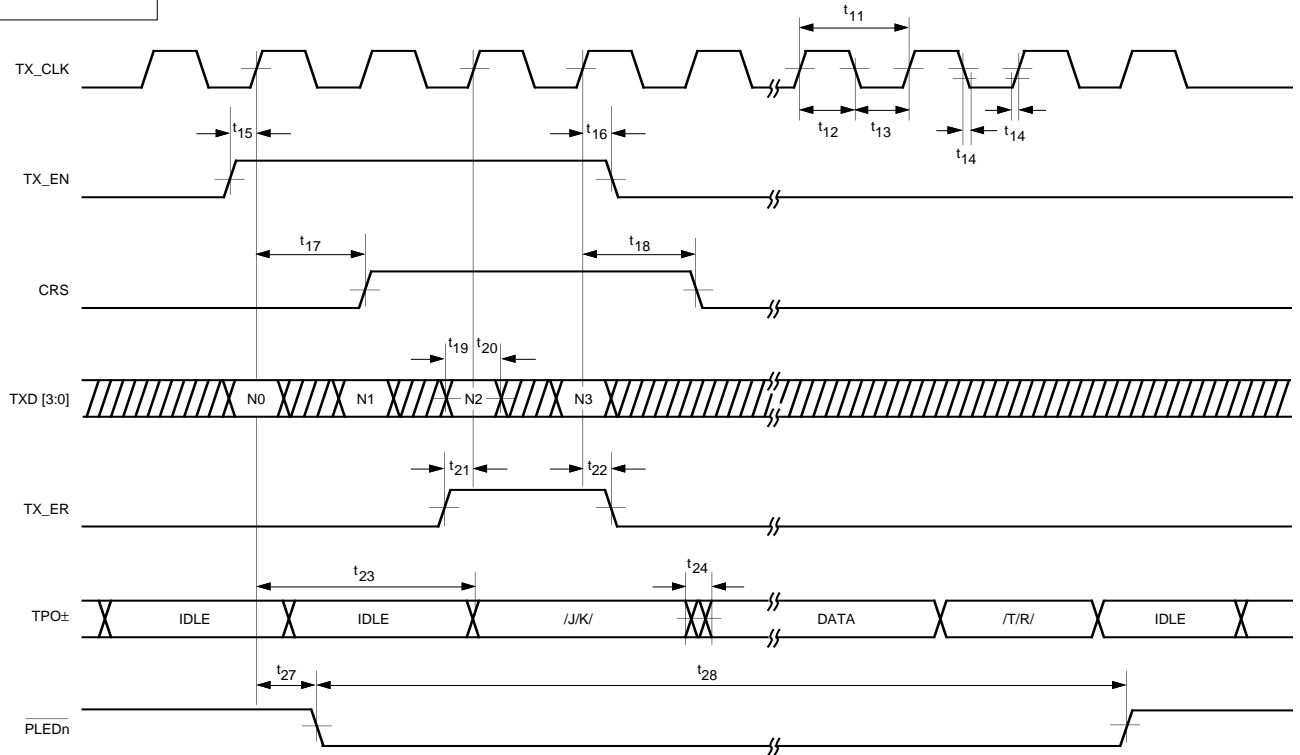 t11
TX_CLK
t12
t13
t14
t14
t15
t16
TX_EN
t17
t18
CRS
t19
t20
TXD [3:0]
N0
N1
N2
N3
t21
t22
TX_ER
t23
t24
TPO±
IDLE
IDLE
/J/K/
DATA
/T/R/
IDLE
t27
t28
PLEDn